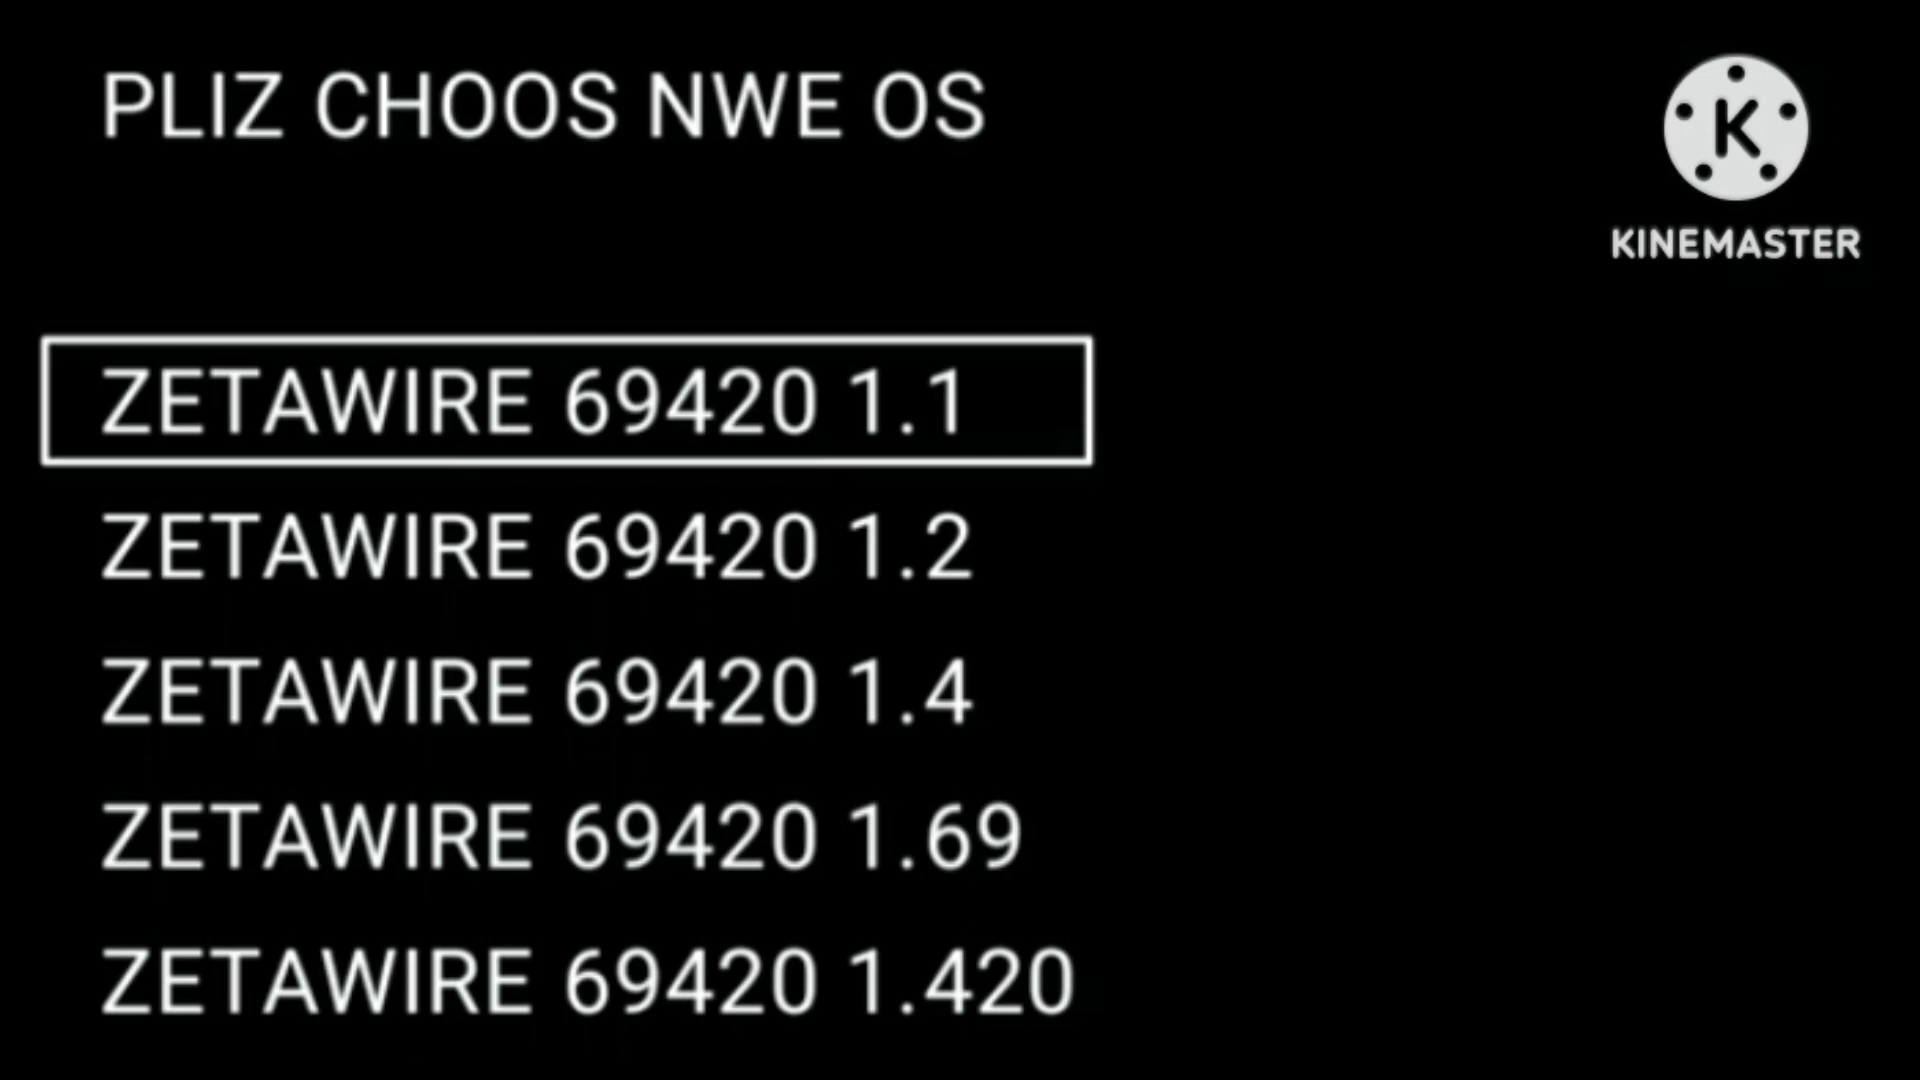 PLIZ CHOOS NWE OS
K
KINEMASTER
ZETAWIRE 69420 1.1
ZETAWIRE 69420 1.2
ZETAWIRE 69420 1.4
ZETAWIRE 69420 1.69
ZETAWIRE 69420 1.420